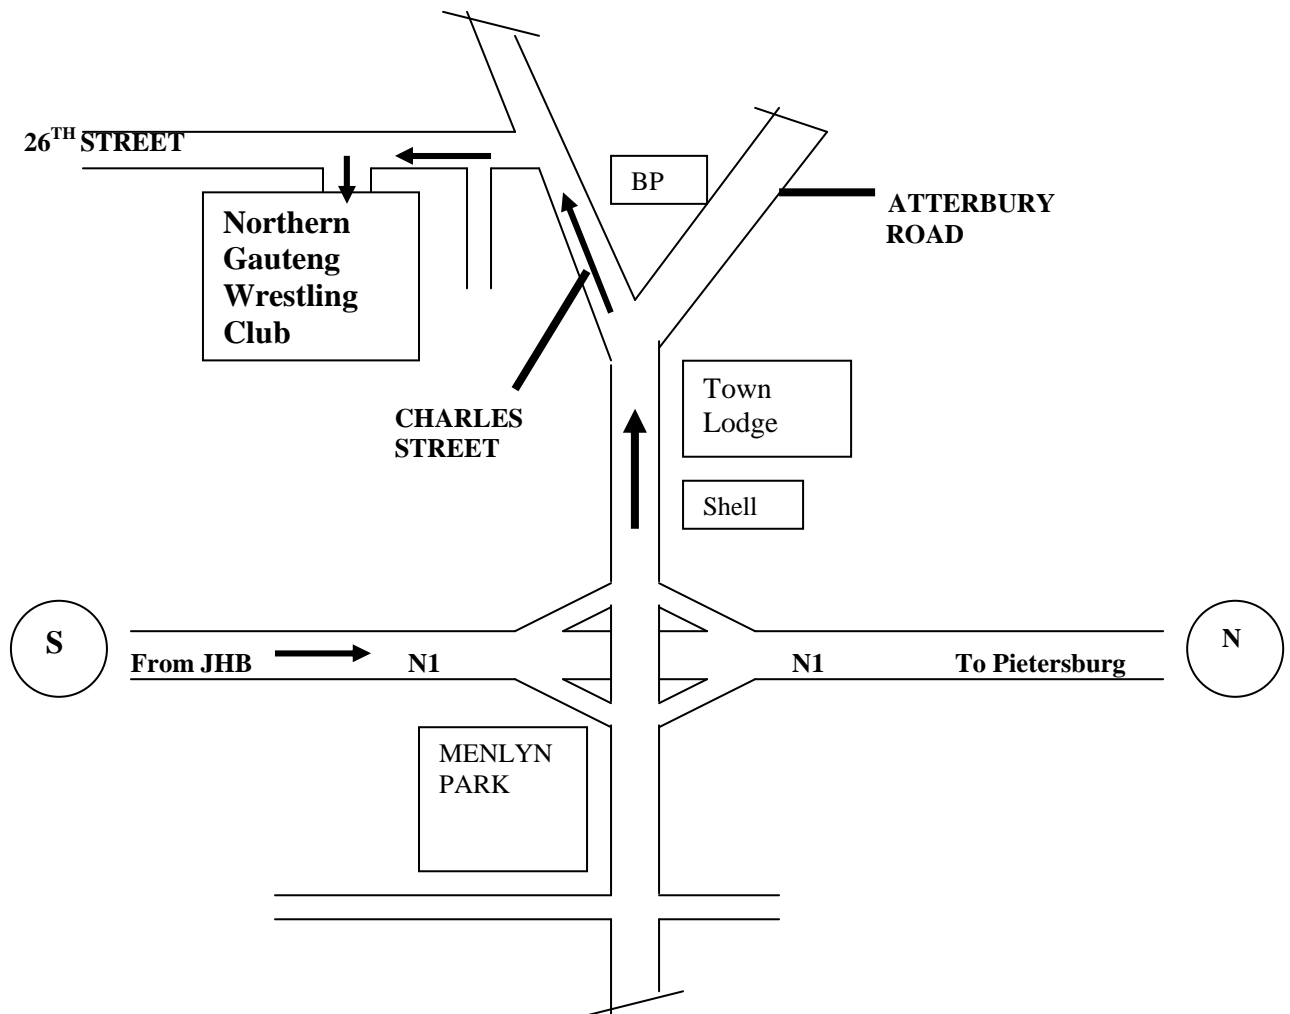 26TH STREET
BP
ATTERBURY
ROAD
Northern
Gauteng
Wrestling
Club
Town
Lodge
CHARLES
STREET
Shell
S
From JHB
N1
N1
To Pietersburg
N
MENLYN
PARK